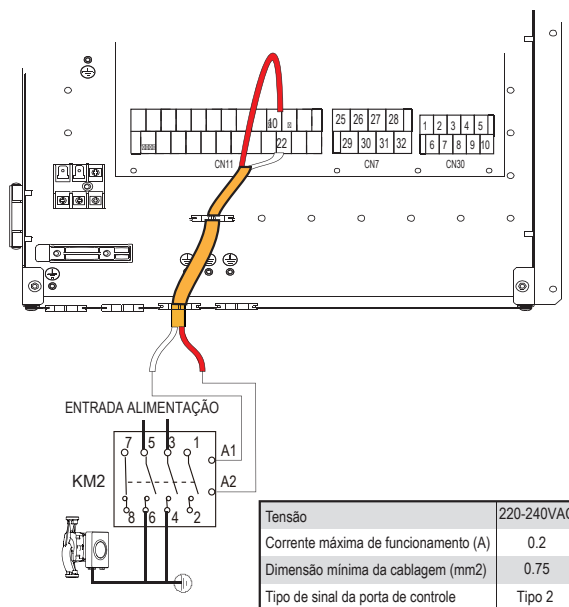 10
25 26 27 28
1 2 3 4 5
22
29 30 31 32
6 7 8 9 10
CN11
CN7
CN30
ENTRADA ALIMENTAÇÃO
7 5 3 1
A1
KM2
A2
8 6 4 2
Tensão 220-240VAC
Corrente máxima de funcionamento (A) 0.2
Dimensão mínima da cablagem (mm2) 0.75
Tipo de sinal da porta de controle Tipo 2